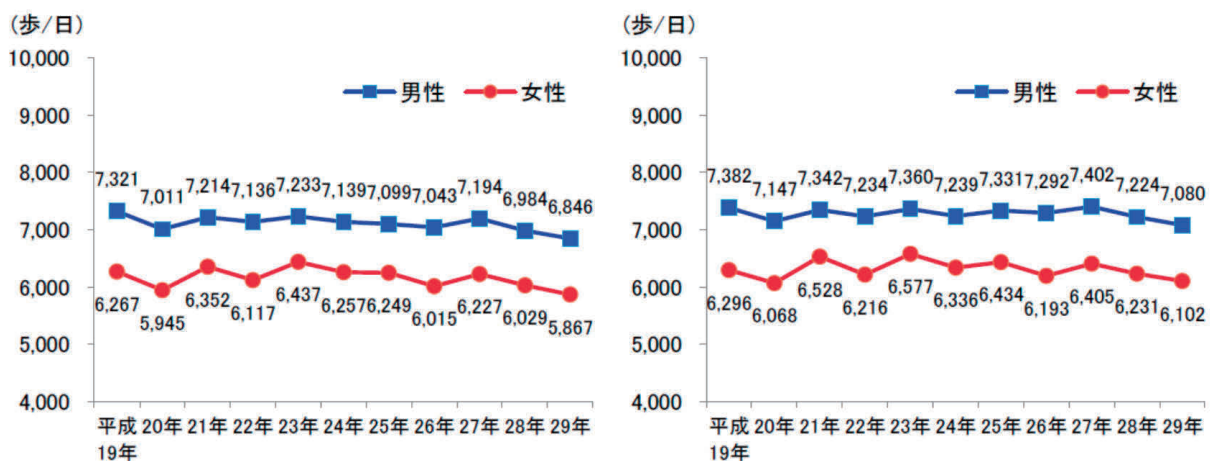 (歩/日)
10,000
9,000
8,000
7,000
6,000
5,000
4,000
男性 女性
7,321 7,011 7,214 7,136 7,233 7,139 7,099 7,043 7,194 6,984 6,846
6,267 5,945 6,352 6,117 6,437 6,257 6,249 6,015 6,227 6,029 5,867
平成 20年 21年 22年 23年 24年 25年 26年 27年 28年 29年
19年
(歩/日)
10,000
9,000
8,000
7,000
6,000
5,000
4,000
男性 女性
7,382 7,147 7,342 7,234 7,360 7,239 7,331 7,292 7,402 7,224 7,080
6,296 6,068 6,528 6,216 6,577 6,336 6,434 6,193 6,405 6,231 6,102
平成 20年 21年 22年 23年 24年 25年 26年 27年 28年 29年
19年